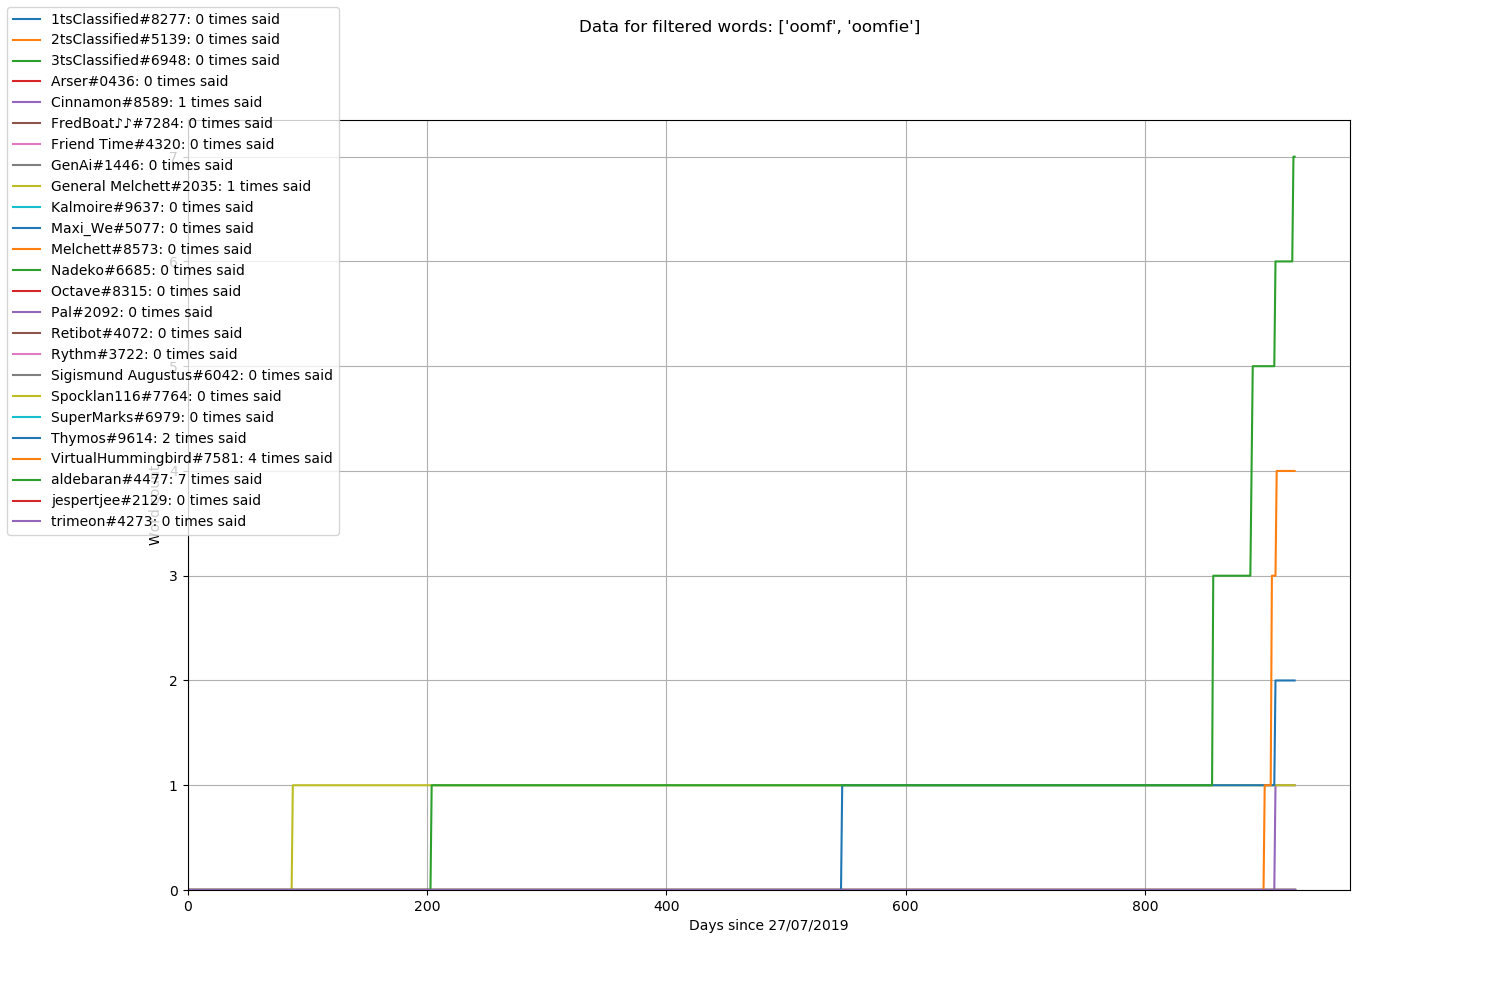 Data for filtered words: ['oomf', 'oomfie']
1tsClassified#8277: 0 times said
2tsClassified#5139: 0 times said
3tsClassified#6948: 0 times said
Arser#0436: 0 times said
Cinnamon#8589: 1 times said
FredBoat♪♪#7284: 0 times said
Friend Time#4320: 0 times said
GenAi#1446: 0 times said
General Melchett#2035: 1 times said
Kalmoire#9637: 0 times said
Maxi_We#5077: 0 times said
Melchett#8573: 0 times said
Nadeko#6685: 0 times said
Octave#8315: 0 times said
Pal#2092: 0 times said
Retibot#4072: 0 times said
Rythm#3722: 0 times said
Sigismund Augustus#6042: 0 times said
Spocklan116#7764: 0 times said
SuperMarks#6979: 0 times said
Thymos#9614: 2 times said
VirtualHummingbird#7581: 4 times said
aldebaran#4477: 7 times said
jespertjee#2129: 0 times said
trimeon#4273: 0 times said
7
6
5
4
3
2
1
0
0 200 400 600 800
Days since 27/07/2019